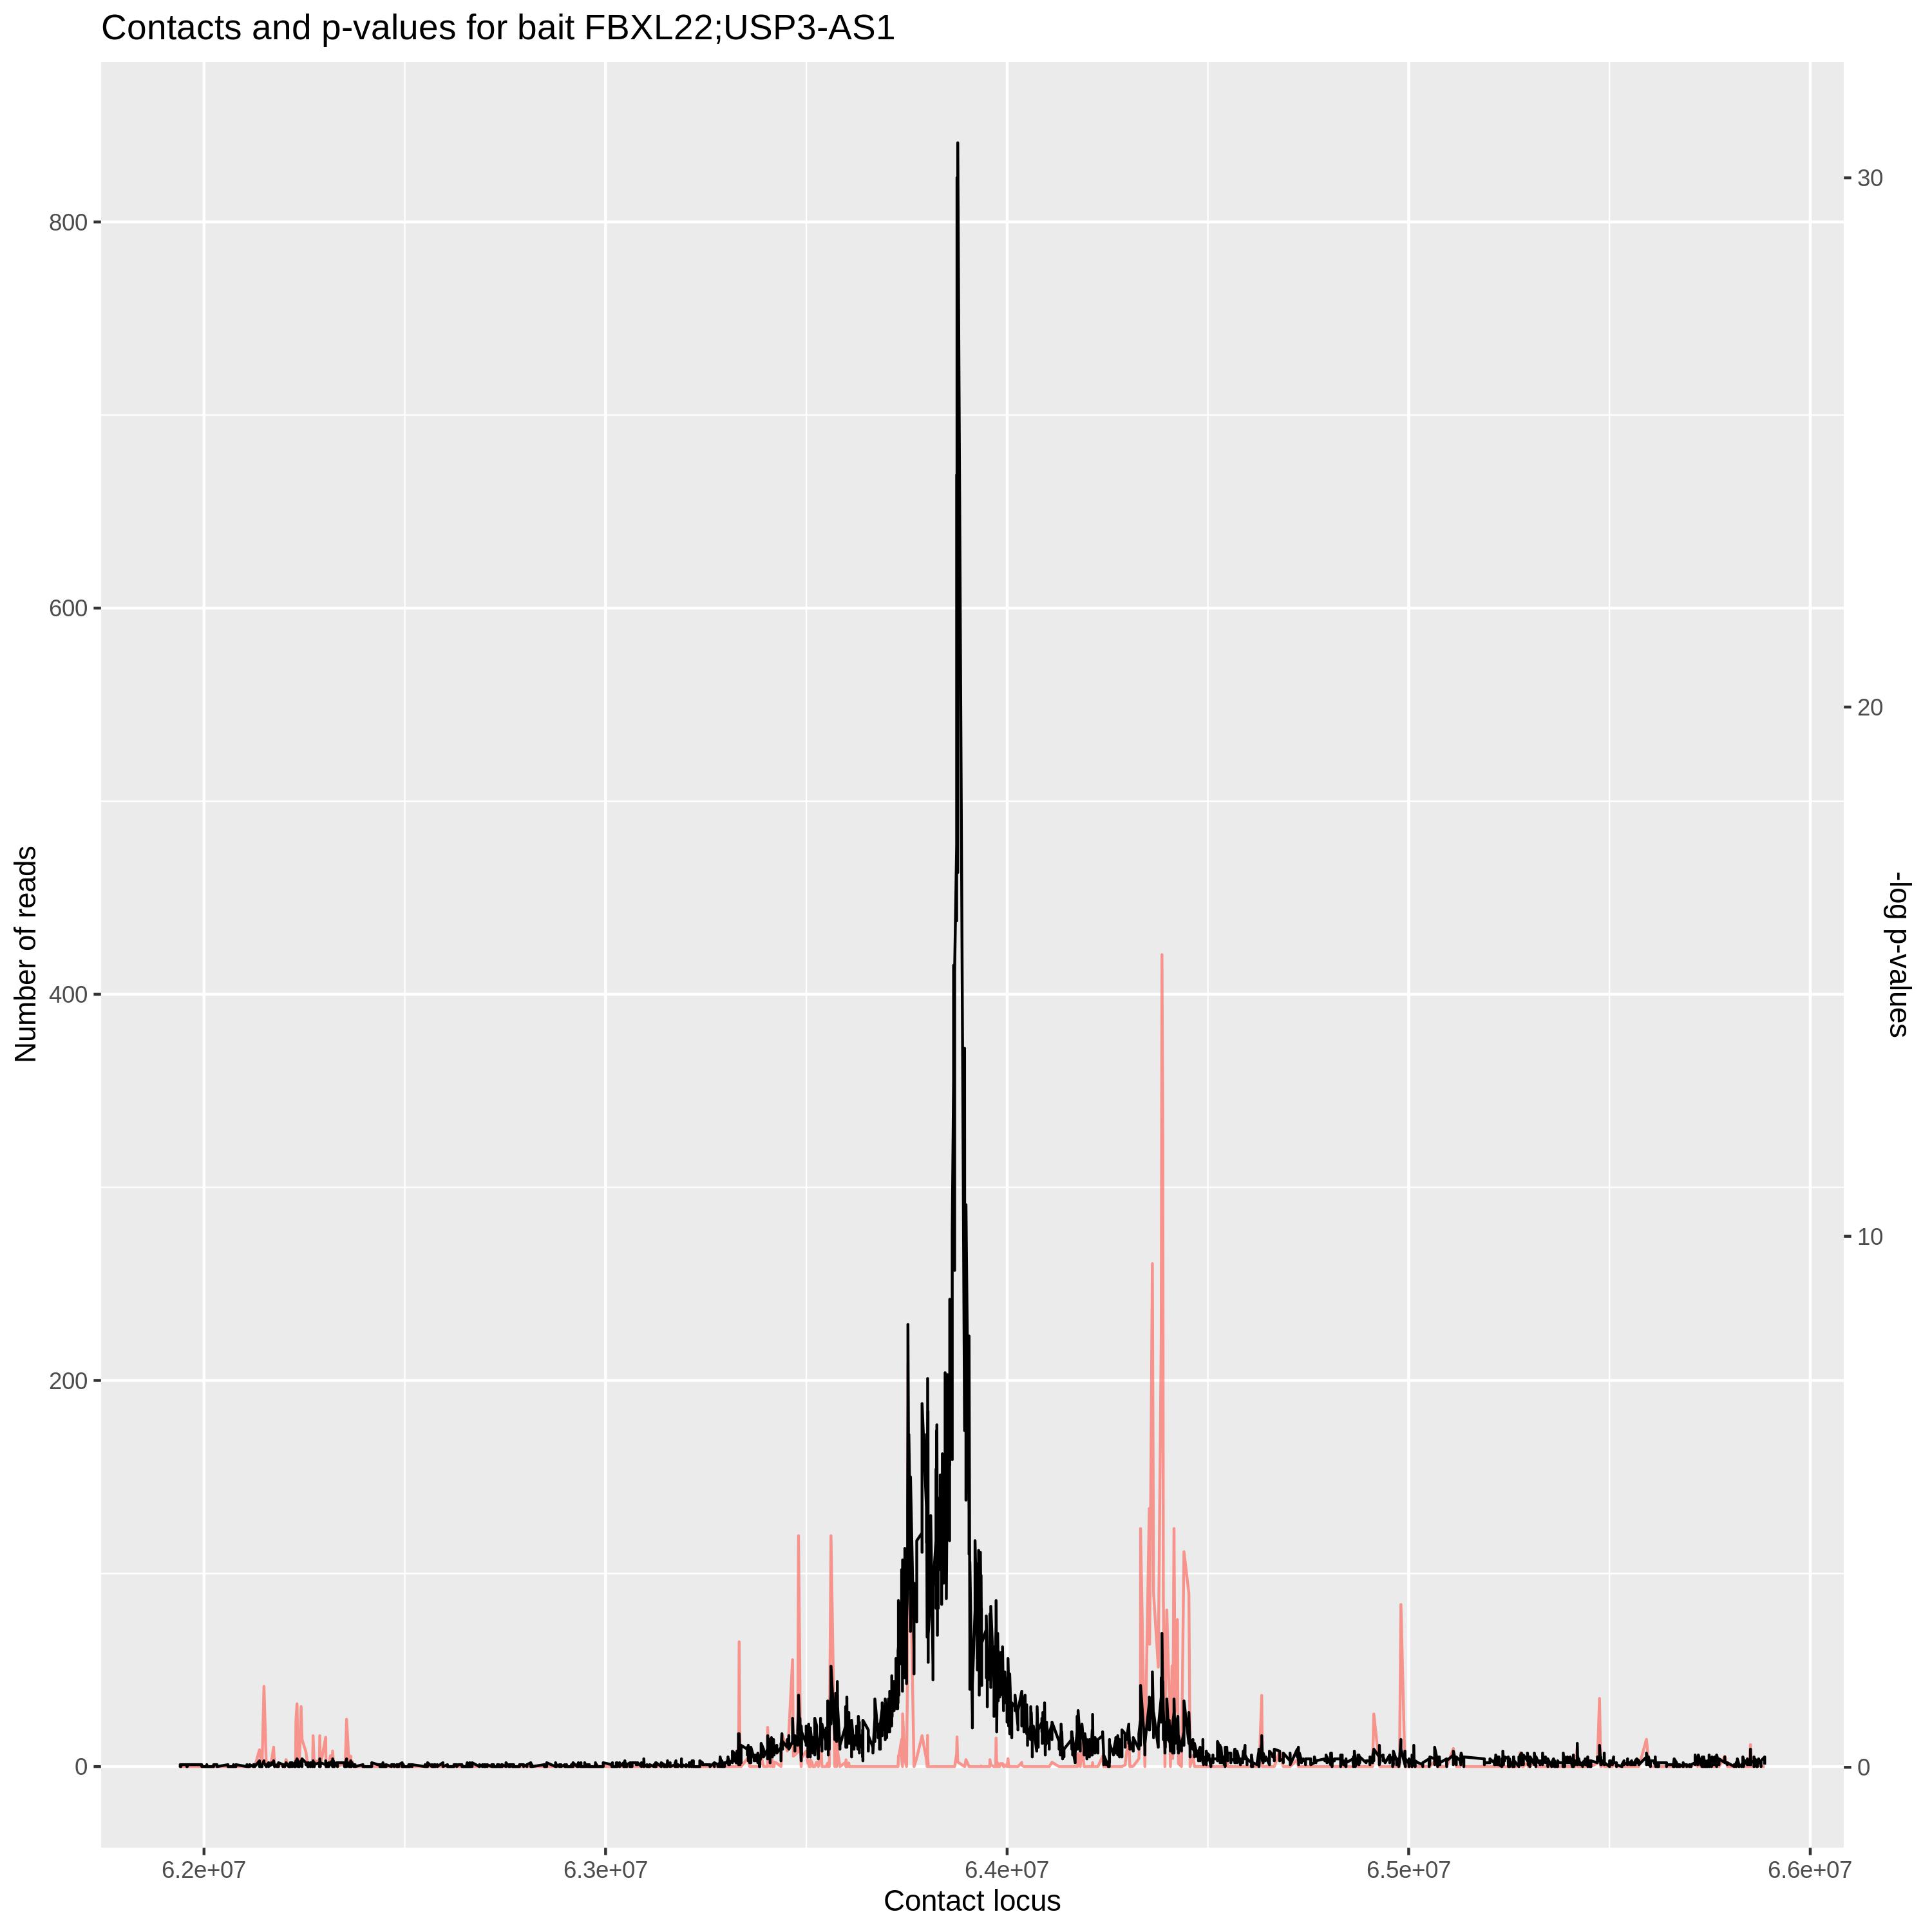 Contacts and p-values for bait FBXL22;USP3-AS1
800
600
400
200
0
Number of reads
30
20
10
0
-log p-values
6.2e+07
6.3e+07
6.4e+07
6.5e+07
6.6e+07
Contact locus